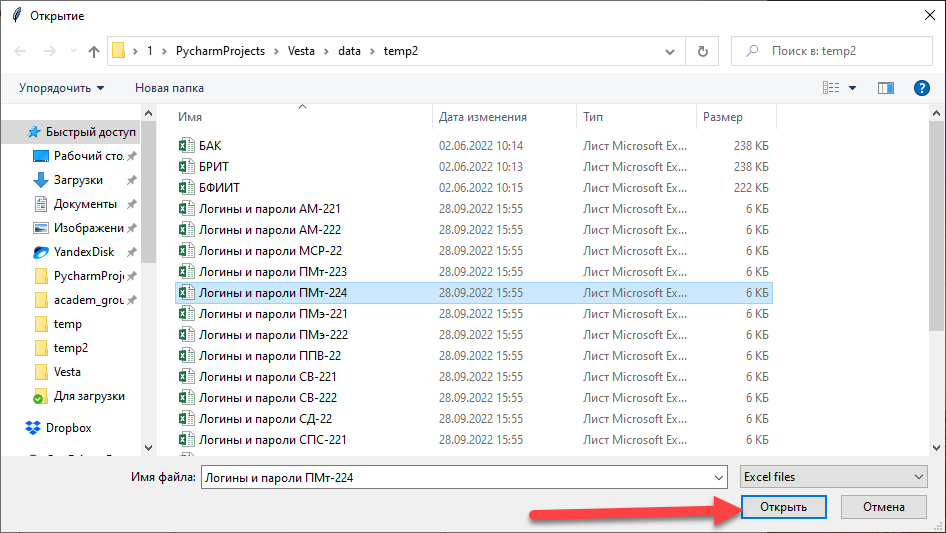 Открытие
1 PycharmProjects Vesta data temp2
Поиск в: temp2
Упорядочить Новая папка
Имя Дата изменения Тип Размер
Быстрый доступ
Рабочий сто.
Загрузки
Документы
Изображени
YandexDisk
PycharmProj
academ_grou
temp
temp2
Vesta
Для загрузки
Dropbox
БАК 02.06.2022 10:14 Лист Microsoft Ex... 238 КБ
БРИТ 02.06.2022 10:13 Лист Microsoft Ex... 238 КБ
БФИИТ 02.06.2022 10:15 Лист Microsoft Ex... 222 КБ
Логины и пароли АМ-221 28.09.2022 15:55 Лист Microsoft Ex... 6 КБ
Логины и пароли АМ-222 28.09.2022 15:55 Лист Microsoft Ex... 6 КБ
Логины и пароли МСР-22 28.09.2022 15:55 Лист Microsoft Ex... 6 КБ
Логины и пароли ПМт-223 28.09.2022 15:55 Лист Microsoft Ex... 6 КБ
Логины и пароли ПМт-224 28.09.2022 15:55 Лист Microsoft Ex... 6 КБ
Логины и пароли ПМэ-221 28.09.2022 15:55 Лист Microsoft Ex... 6 КБ
Логины и пароли ПМэ-222 28.09.2022 15:55 Лист Microsoft Ex... 6 КБ
Логины и пароли ППВ-22 28.09.2022 15:55 Лист Microsoft Ex... 6 КБ
Логины и пароли СВ-221 28.09.2022 15:55 Лист Microsoft Ex... 6 КБ
Логины и пароли СВ-222 28.09.2022 15:55 Лист Microsoft Ex... 6 КБ
Логины и пароли СД-22 28.09.2022 15:55 Лист Microsoft Ex... 6 КБ
Логины и пароли СПС-221 28.09.2022 15:55 Лист Microsoft Ex... 6 КБ
Имя файла: Логины и пароли ПМт-224 Excel files
Открыть Отмена